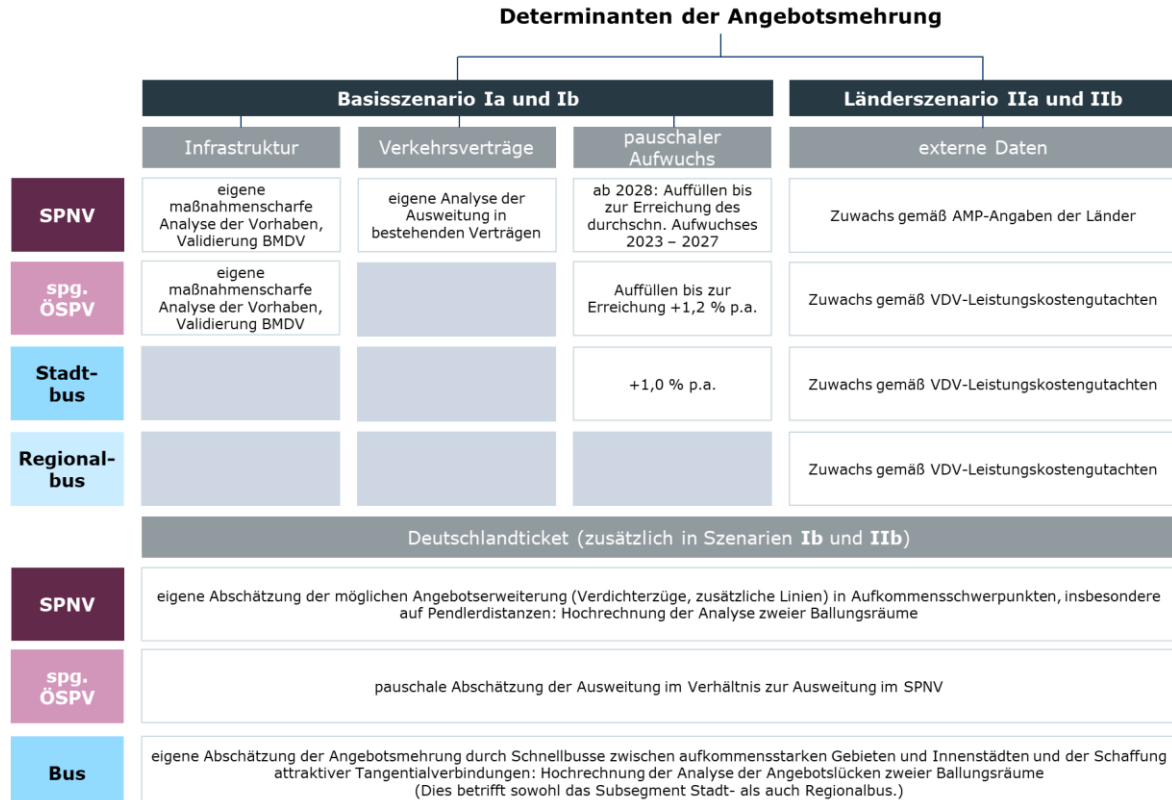 Determinanten der Angebotsmehrung
Basisszenario Ia und Ib
Länderszenario IIa und IIb
Infrastruktur
Verkehrsverträge
pauschaler
Aufwuchs
externe Daten
SPNV
eigene
maßnahmenscharfe
Analyse der Vorhaben,
Validierung BMDV
eigene Analyse der
Ausweitung in
bestehenden Verträgen
ab 2028: Auffüllen bis
zur Erreichung des
durchschn. Aufwuchses
2023 – 2027
Zuwachs gemäß AMP-Angaben der Länder
spg.
ÖSPV
eigene
maßnahmenscharfe
Analyse der Vorhaben,
Validierung BMDV
Auffüllen bis zur
Erreichung +1,2 % p.a.
Zuwachs gemäß VDV-Leistungskostengutachten
Stadt-
bus
+1,0 % p.a.
Zuwachs gemäß VDV-Leistungskostengutachten
Regional-
bus
Zuwachs gemäß VDV-Leistungskostengutachten
Deutschlandticket (zusätzlich in Szenarien Ib und IIb)
SPNV
eigene Abschätzung der möglichen Angebotserweiterung (Verdichterzüge, zusätzliche Linien) in Aufkommensschwerpunkten, insbesondere
auf Pendlerdistanzen: Hochrechnung der Analyse zweier Ballungsräume
spg.
ÖSPV
pauschale Abschätzung der Ausweitung im Verhältnis zur Ausweitung im SPNV
Bus
eigene Abschätzung der Angebotsmehrung durch Schnellbusse zwischen aufkommensstarken Gebieten und Innenstädten und der Schaffung
attraktiver Tangentialverbindungen: Hochrechnung der Analyse der Angebotslücken zweier Ballungsräume
(Dies betrifft sowohl das Subsegment Stadt- als auch Regionalbus.)